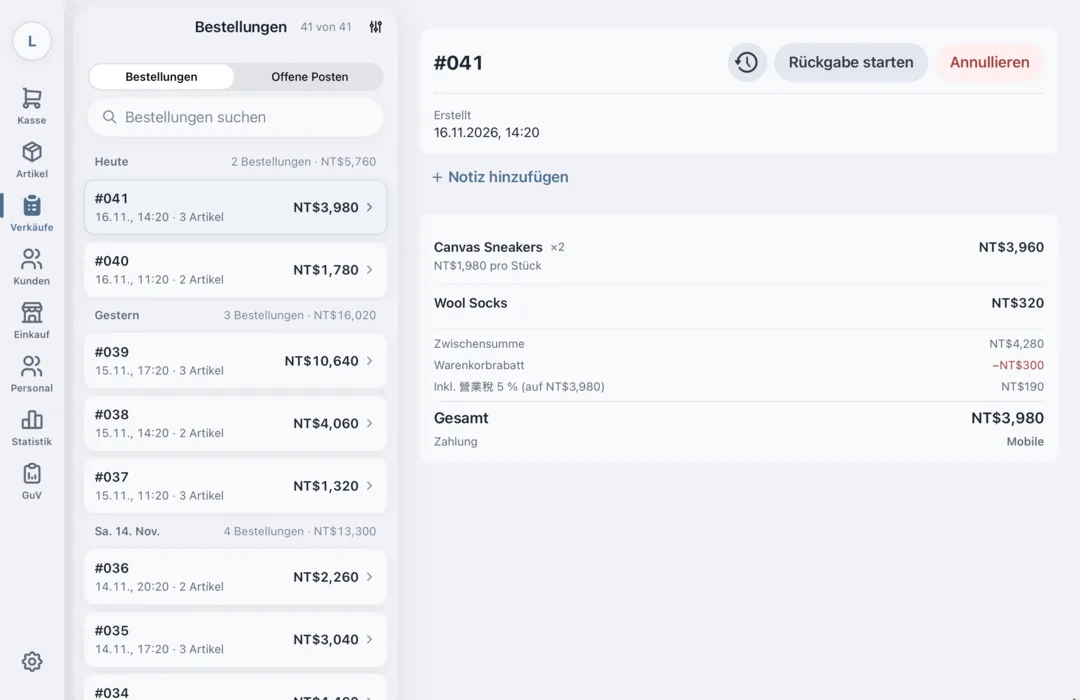 L
Kasse
Artikel
Verkäufe
Kunden
Einkauf
Personal
Statistik
GuV
Bestellungen 41 von 41
Bestellungen Offene Posten
Bestellungen suchen
Heute 2 Bestellungen · NT$5,760
#041 NT$3,980
16.11., 14:20 · 3 Artikel
#040 NT$1,780
16.11., 11:20 · 2 Artikel
Gestern 3 Bestellungen · NT$16,020
#039 NT$10,640
15.11., 17:20 · 3 Artikel
#038 NT$4,060
15.11., 14:20 · 2 Artikel
#037 NT$1,320
15.11., 11:20 · 3 Artikel
Sa. 14. Nov. 4 Bestellungen · NT$13,300
#036 NT$2,260
14.11., 20:20 · 2 Artikel
#035 NT$3,040
14.11., 17:20 · 3 Artikel
#034
#041 Rückgabe starten Annullieren
Erstellt
16.11.2026, 14:20
+ Notiz hinzufügen
Canvas Sneakers ×2 NT$3,960
NT$1,980 pro Stück
Wool Socks NT$320
Zwischensumme NT$4,280
Warenkorbrabatt −NT$300
Inkl. 營業稅 5 % (auf NT$3,980) NT$190
Gesamt NT$3,980
Zahlung Mobile